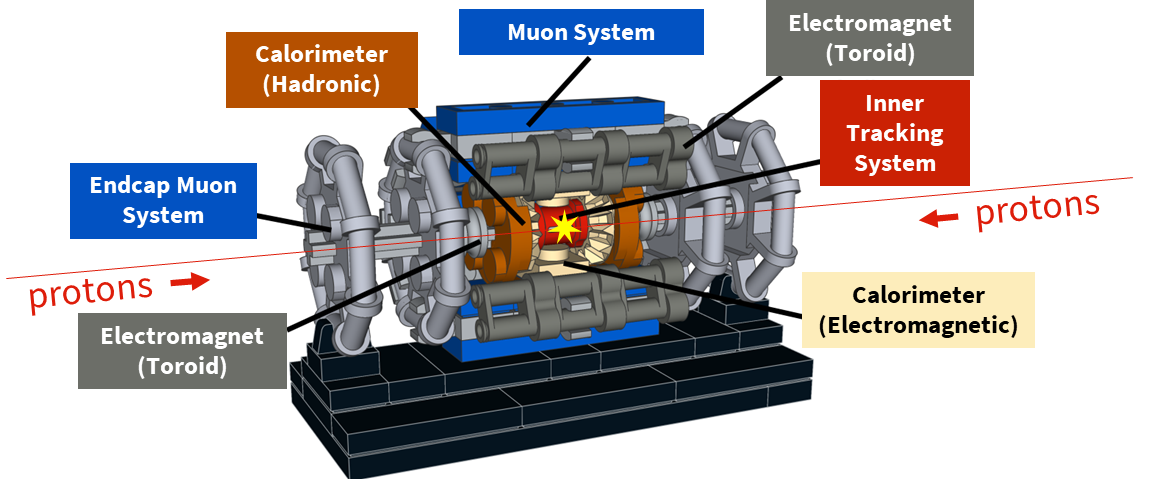 Muon System
Electromagnet
(Toroid)
Calorimeter
(Hadronic)
Inner
Tracking
System
Endcap Muon
System
protons
protons
Calorimeter
(Electromagnetic)
Electromagnet
(Toroid)